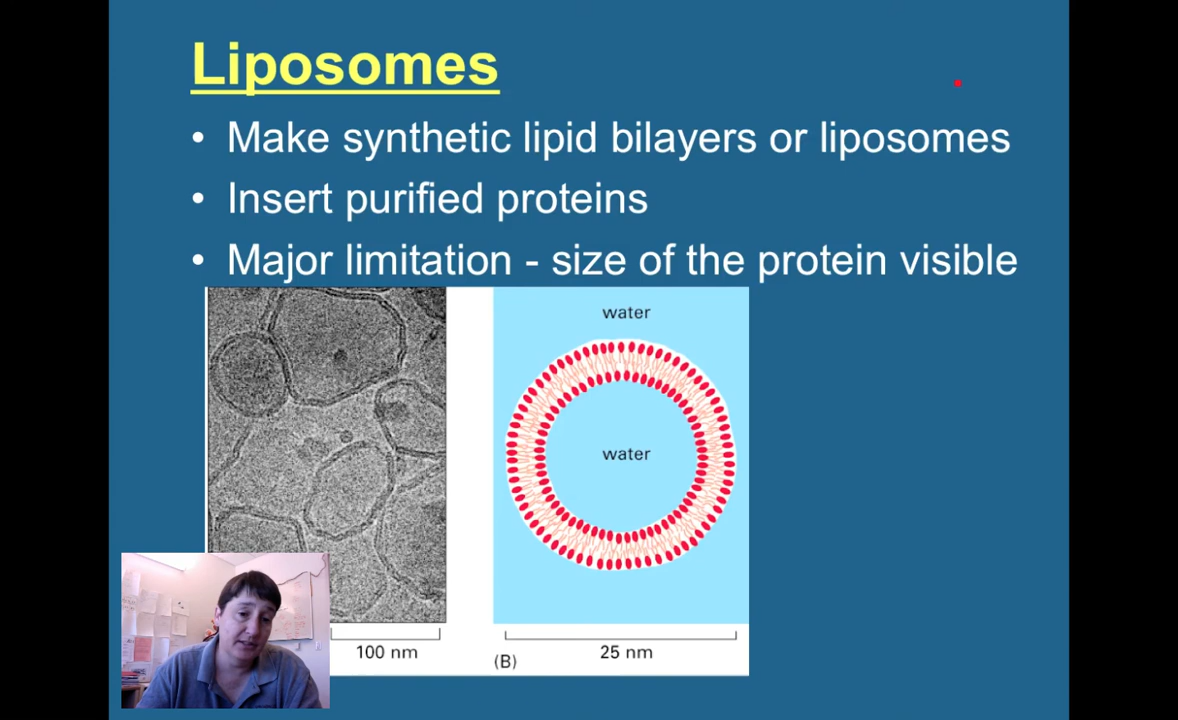 Liposomes
• Make synthetic lipid bilayers or liposomes
• Insert purified proteins
• Major limitation - size of the protein visible
water
water
100 nm
(B)
25 nm